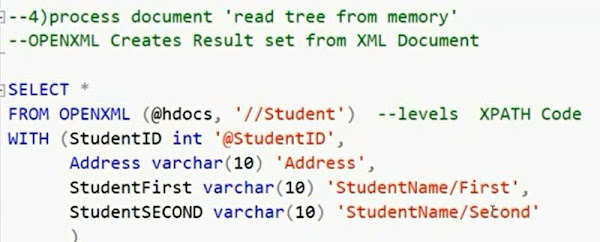 --4)process document 'read tree from memory'
--OPENXML Creates Result set from XML Document
SELECT *
FROM OPENXML (@hdocs, '//Student')  --levels  XPATH Code
WITH (StudentID int '@StudentID',
Address varchar(10) 'Address',
StudentFirst varchar(10) 'StudentName/First',
StudentSECOND varchar(10) 'StudentName/Second'
)